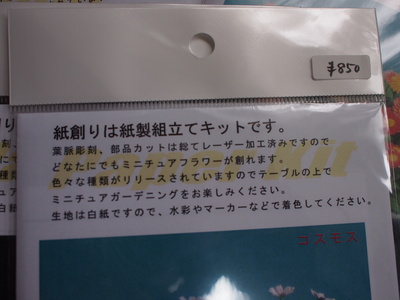 ¥850
紙創りは紙製組立てキットです。
葉脈彫刻、部品カットは総てレーザー加工済みですので
どなたにでもミニチュアフラワーが創れます。
色々な種類がリリースされていますのでテーブルの上で
ミニチュアガーデニングをお楽しみください。
生地は白紙ですので、水彩やマーカーなどで着色してください。
コスモス